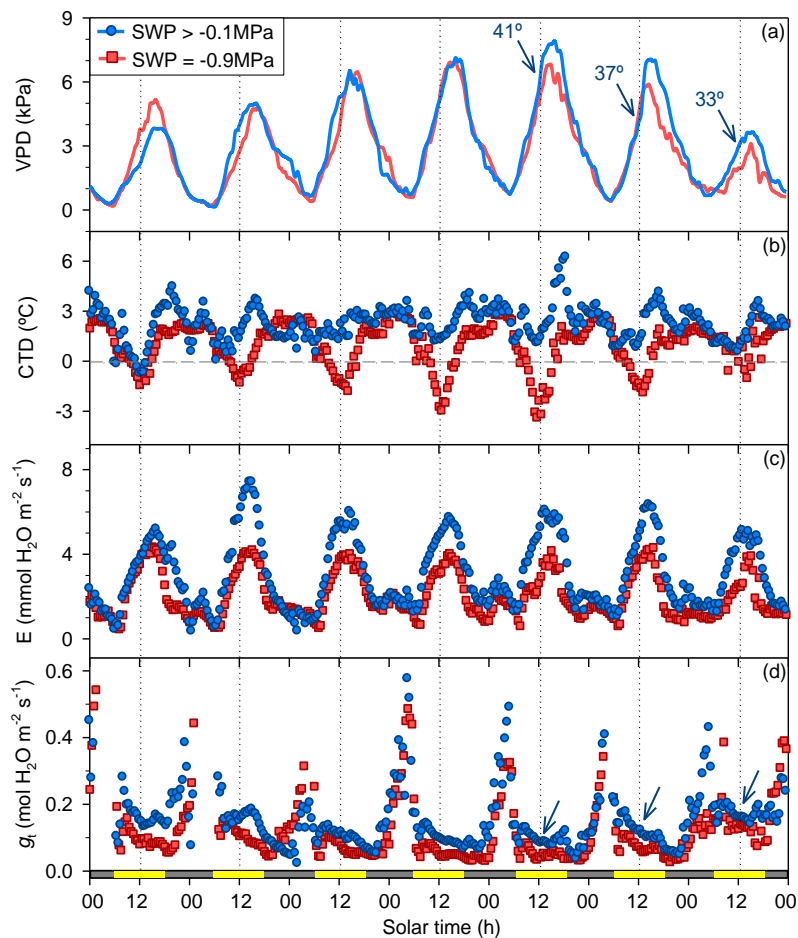 SWP > -0.1MPa
SWP = -0.9MPa
(a)
41º
37º
33º
9
6
3
0
VPD (kPa)
(b)
6
3
0
-3
CTD (ºC)
(c)
8
4
0
E (mmol H₂O m⁻² s⁻¹)
(d)
0.6
0.4
0.2
0.0
gₜ (mol H₂O m⁻² s⁻¹)
00 12 00 12 00 12 00 12 00 12 00 12 00 12 00
Solar time (h)